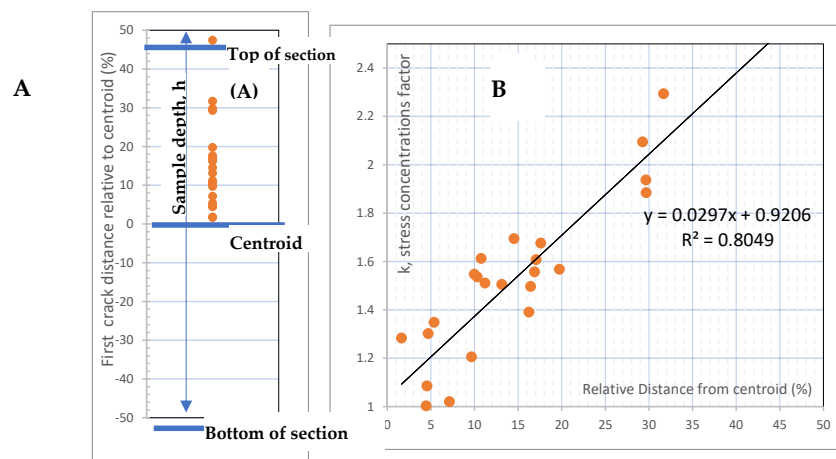 A
First crack distance relative to centroid (%)
50
40
30
20
10
0
-10
-20
-30
-40
-50
Sample depth, h
Top of section
(A)
Centroid
Bottom of section
B
k, stress concentrations factor
2.4
2.2
2
1.8
1.6
1.4
1.2
1
y = 0.0297x + 0.9206
R² = 0.8049
Relative Distance from centroid (%)
0 5 10 15 20 25 30 35 40 45 50